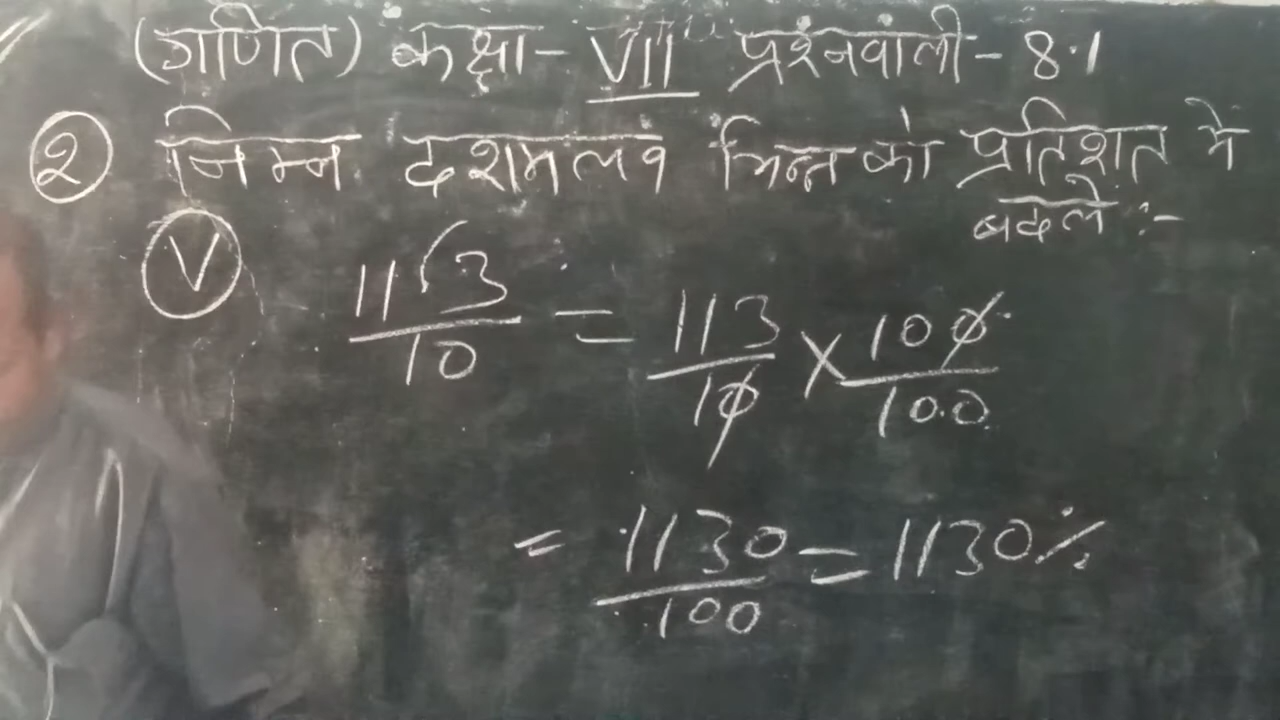 (गणित) कक्षा - VII प्रश्नवाली - 8.1
२ निम्न दशमलव भिन्न को प्रतिशत मे
बदले :-
V 113/10 = 113/10 × 100/100
= 1130/100 = 1130%